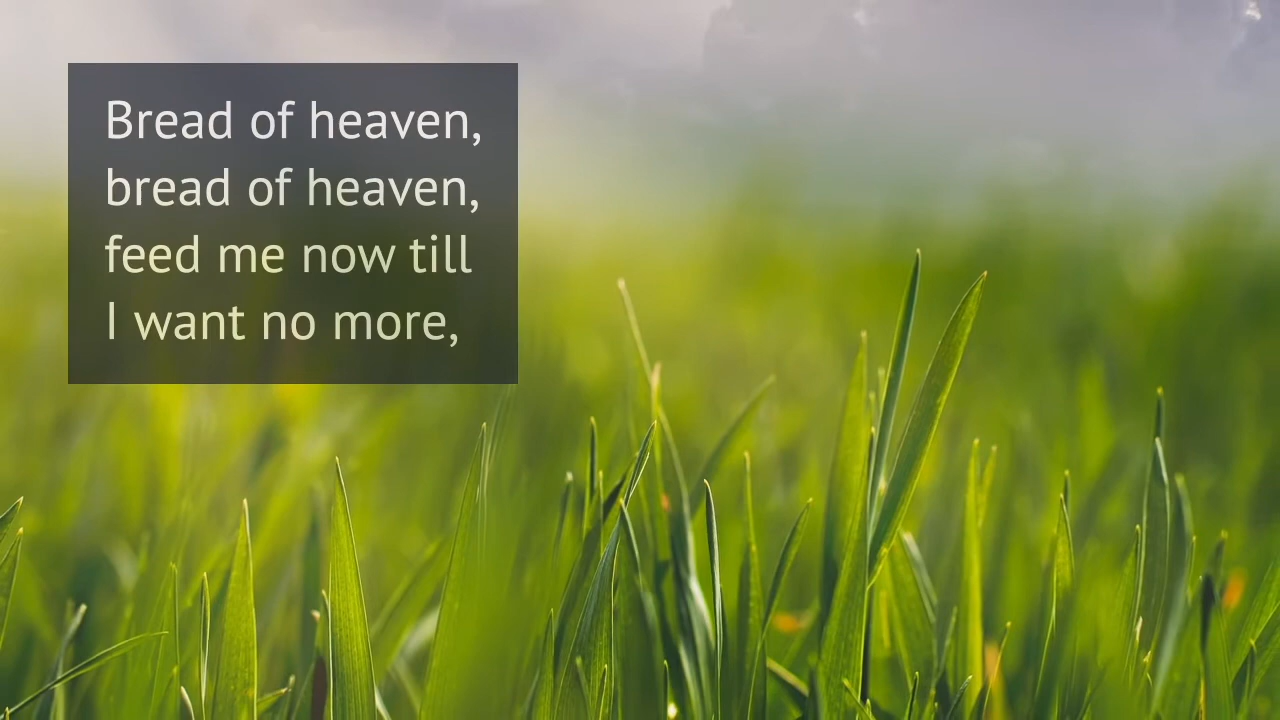 Bread of heaven,
bread of heaven,
feed me now till
I want no more,